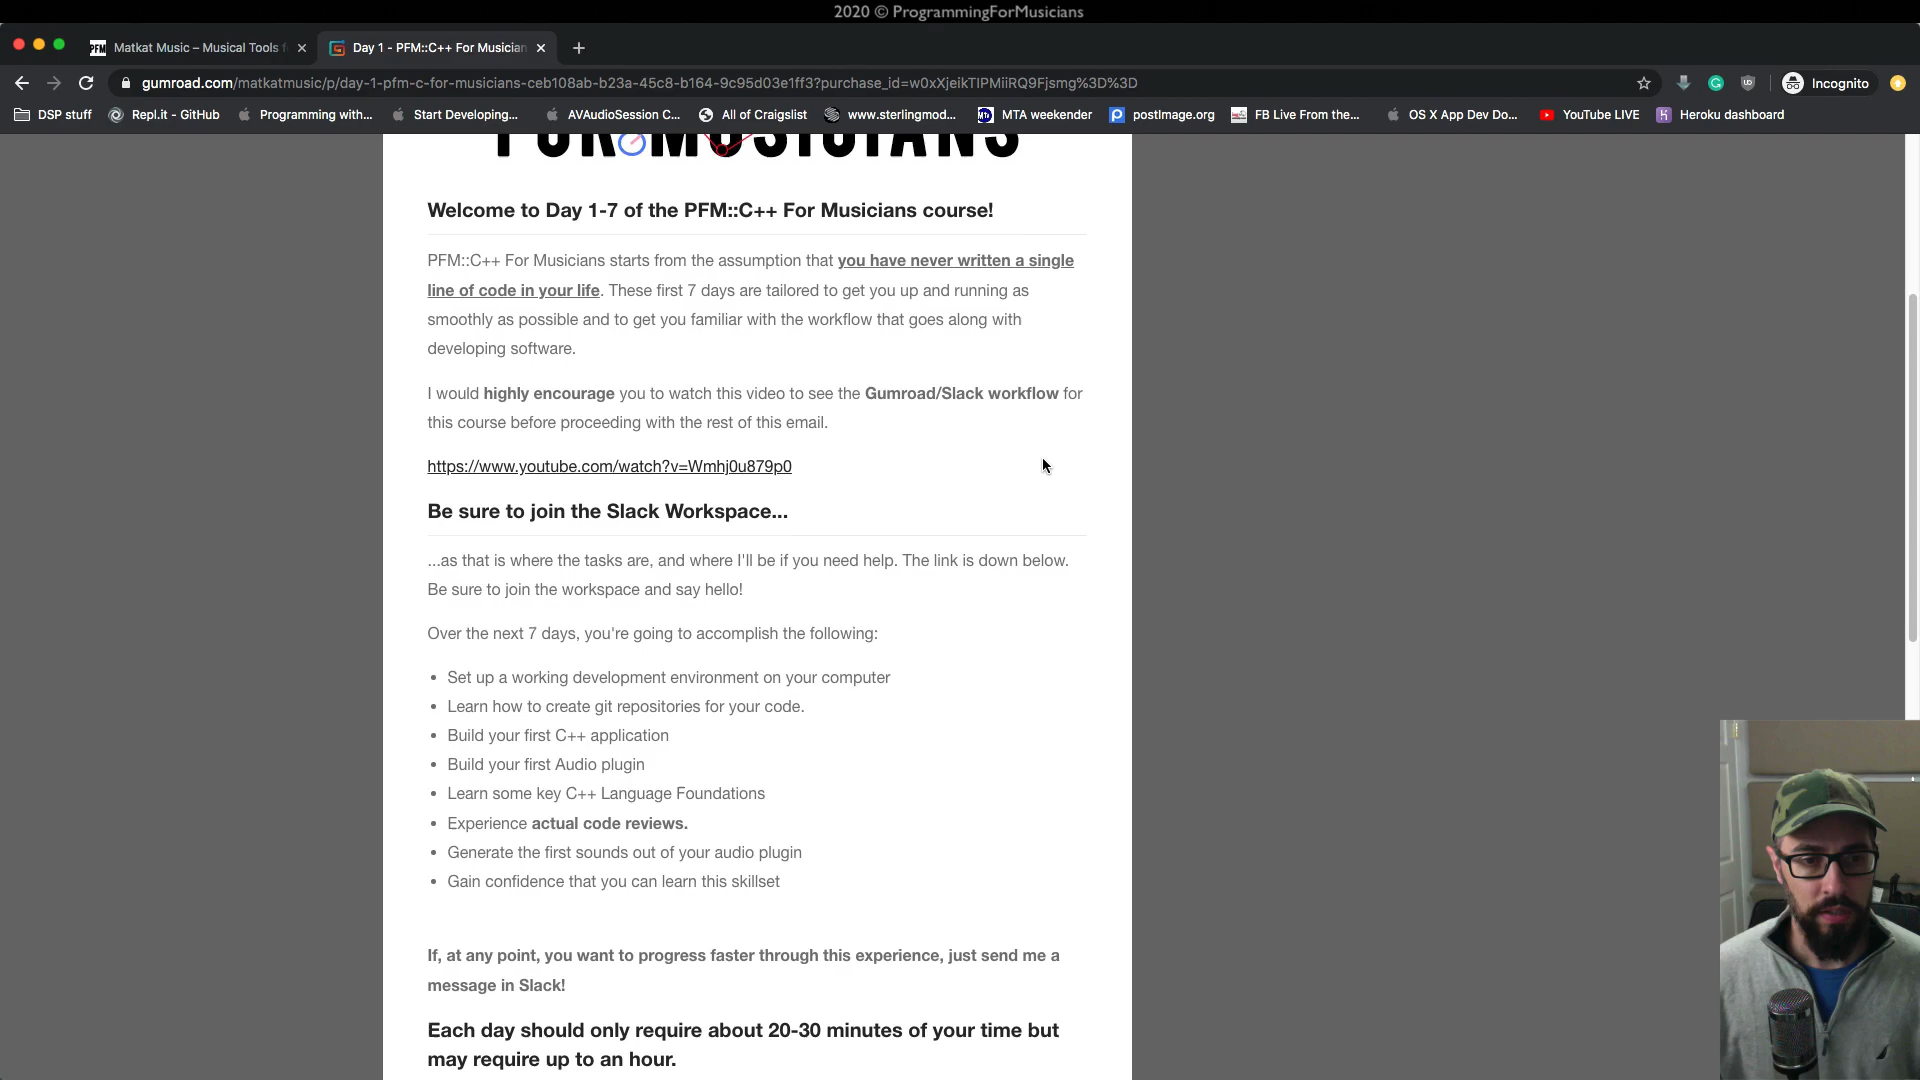 2020 © ProgrammingForMusicians
Matkat Music – Musical Tools f
Day 1 - PFM::C++ For Musician
gumroad.com/matkatmusic/p/day-1-pfm-c-for-musicians-ceb108ab-b23a-45c8-b164-9c95d03e1ff3?purchase_id=w0xXjeikTIPMiiRQ9Fjsmg%3D%3D
Incognito
DSP stuff
Repl.it - GitHub
Programming with...
Start Developing...
AVAudioSession C...
All of Craigslist
www.sterlingmod...
MTA weekender
postImage.org
FB Live From the...
OS X App Dev Do...
YouTube LIVE
Heroku dashboard
FOR MUSICIANS
Welcome to Day 1-7 of the PFM::C++ For Musicians course!
PFM::C++ For Musicians starts from the assumption that you have never written a single
line of code in your life. These first 7 days are tailored to get you up and running as
smoothly as possible and to get you familiar with the workflow that goes along with
developing software.
I would highly encourage you to watch this video to see the Gumroad/Slack workflow for
this course before proceeding with the rest of this email.
https://www.youtube.com/watch?v=Wmhj0u879p0
Be sure to join the Slack Workspace...
...as that is where the tasks are, and where I'll be if you need help. The link is down below.
Be sure to join the workspace and say hello!
Over the next 7 days, you're going to accomplish the following:
• Set up a working development environment on your computer
• Learn how to create git repositories for your code.
• Build your first C++ application
• Build your first Audio plugin
• Learn some key C++ Language Foundations
• Experience actual code reviews.
• Generate the first sounds out of your audio plugin
• Gain confidence that you can learn this skillset
If, at any point, you want to progress faster through this experience, just send me a
message in Slack!
Each day should only require about 20-30 minutes of your time but
may require up to an hour.